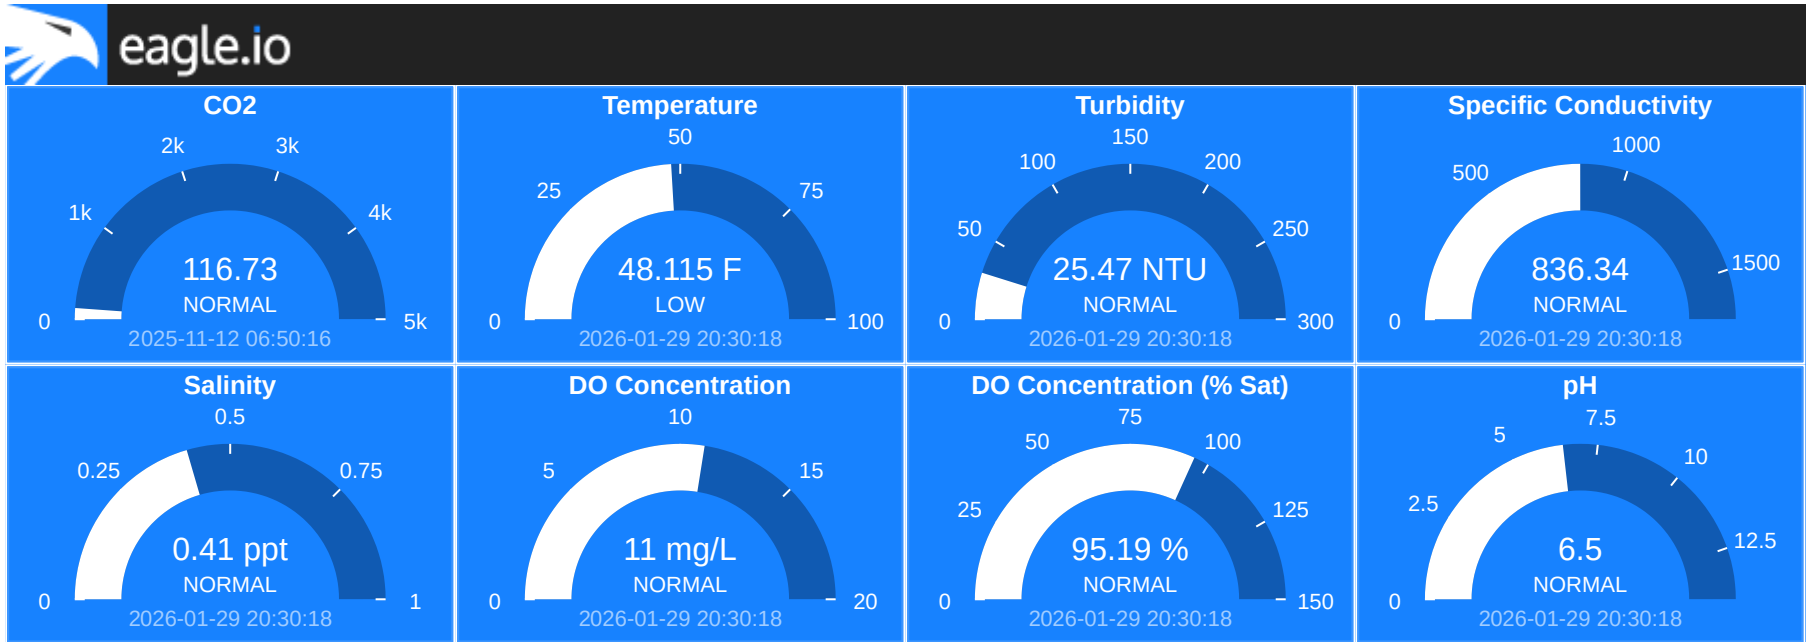 eagle.io
CO2
0
1k
2k
3k
4k
5k
116.73
NORMAL
2025-11-12 06:50:16
Temperature
0
25
50
75
100
48.115 F
LOW
2026-01-29 20:30:18
Turbidity
0
50
100
150
200
250
300
25.47 NTU
NORMAL
2026-01-29 20:30:18
Specific Conductivity
0
500
1000
1500
836.34
NORMAL
2026-01-29 20:30:18
Salinity
0
0.25
0.5
0.75
1
0.41 ppt
NORMAL
2026-01-29 20:30:18
DO Concentration
0
5
10
15
20
11 mg/L
NORMAL
2026-01-29 20:30:18
DO Concentration (% Sat)
0
25
50
75
100
125
150
95.19 %
NORMAL
2026-01-29 20:30:18
pH
0
2.5
5
7.5
10
12.5
6.5
NORMAL
2026-01-29 20:30:18